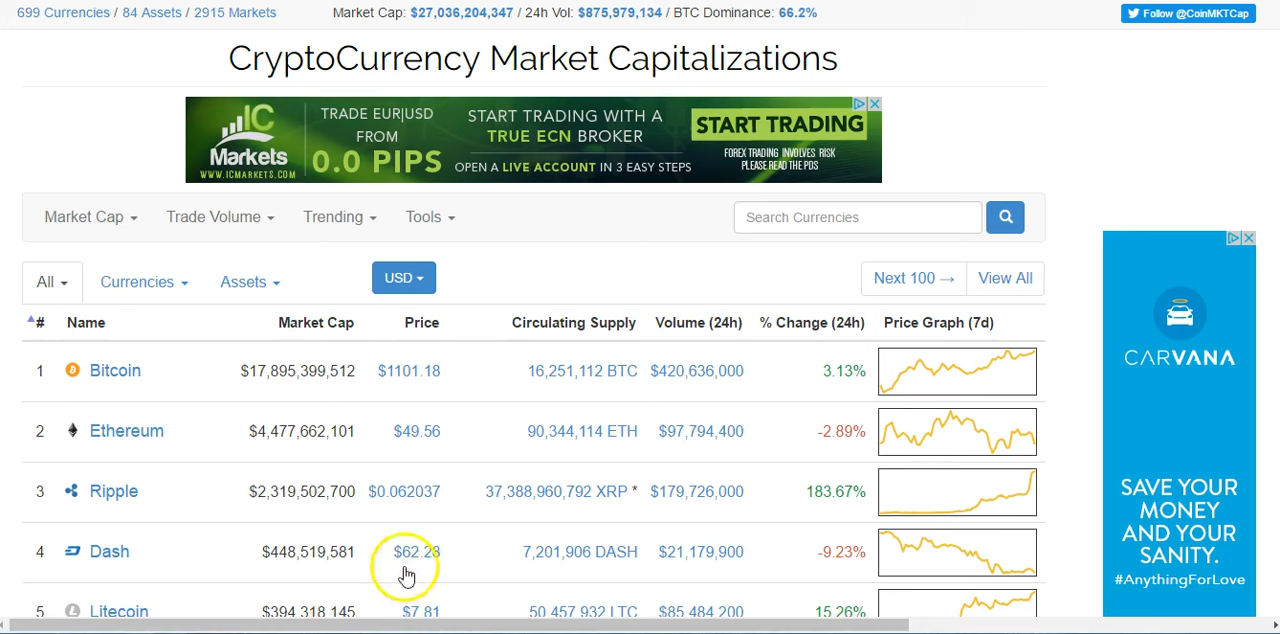 699 Currencies / 84 Assets / 2915 Markets Market Cap: $27,036,204,347 / 24h Vol: $875,979,134 / BTC Dominance: 66.2% Follow @CoinMKTCap
CryptoCurrency Market Capitalizations
IC Markets
WWW.ICMARKETS.COM
TRADE EUR|USD
FROM
0.0 PIPS
START TRADING WITH A
TRUE ECN BROKER
OPEN A LIVE ACCOUNT IN 3 EASY STEPS
START TRADING
FOREX TRADING INVOLVES RISK
PLEASE READ THE PDS
Market Cap Trade Volume Trending Tools Search Currencies
All Currencies Assets USD Next 100 → View All
# Name Market Cap Price Circulating Supply Volume (24h) % Change (24h) Price Graph (7d)
1 Bitcoin $17,895,399,512 $1101.18 16,251,112 BTC $420,636,000 3.13%
2 Ethereum $4,477,662,101 $49.56 90,344,114 ETH $97,794,400 -2.89%
3 Ripple $2,319,502,700 $0.062037 37,388,960,792 XRP * $179,726,000 183.67%
4 Dash $448,519,581 $62.28 7,201,906 DASH $21,179,900 -9.23%
5 Litecoin $394,318,145 $7.81 50,457,932 LTC $85,484,200 15.26%
CARVANA
SAVE YOUR
MONEY
AND YOUR
SANITY.
#AnythingForLove